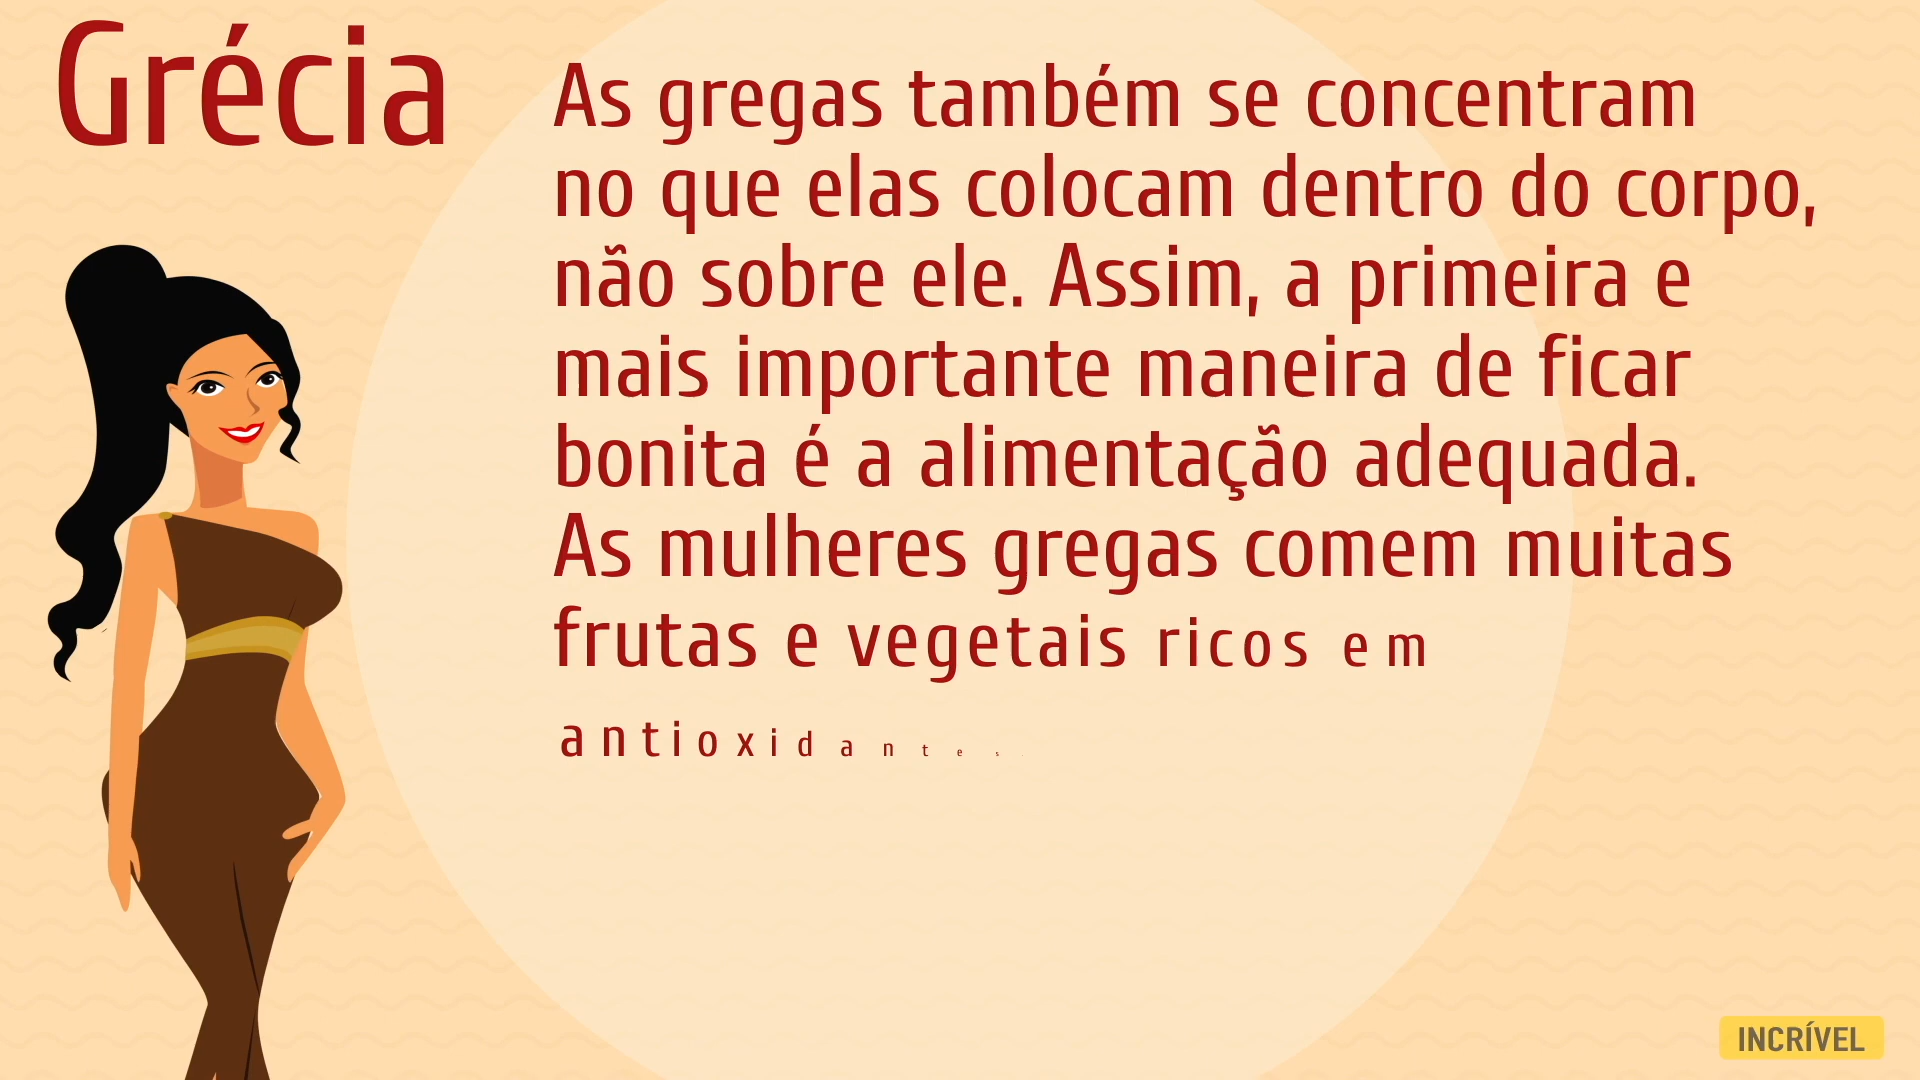 Grécia
As gregas também se concentram
no que elas colocam dentro do corpo,
não sobre ele. Assim, a primeira e
mais importante maneira de ficar
bonita é a alimentação adequada.
As mulheres gregas comem muitas
frutas e vegetais ricos em
antioxidantes
INCRÍVEL